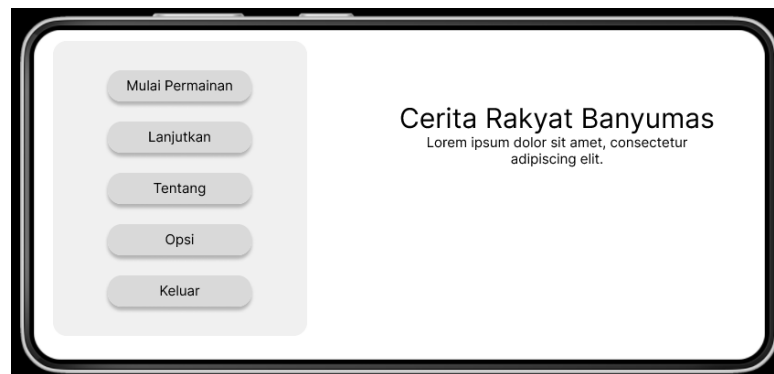 Mulai Permainan
Lanjutkan
Tentang
Opsi
Keluar
Cerita Rakyat Banyumas
Lorem ipsum dolor sit amet, consectetur
adipiscing elit.